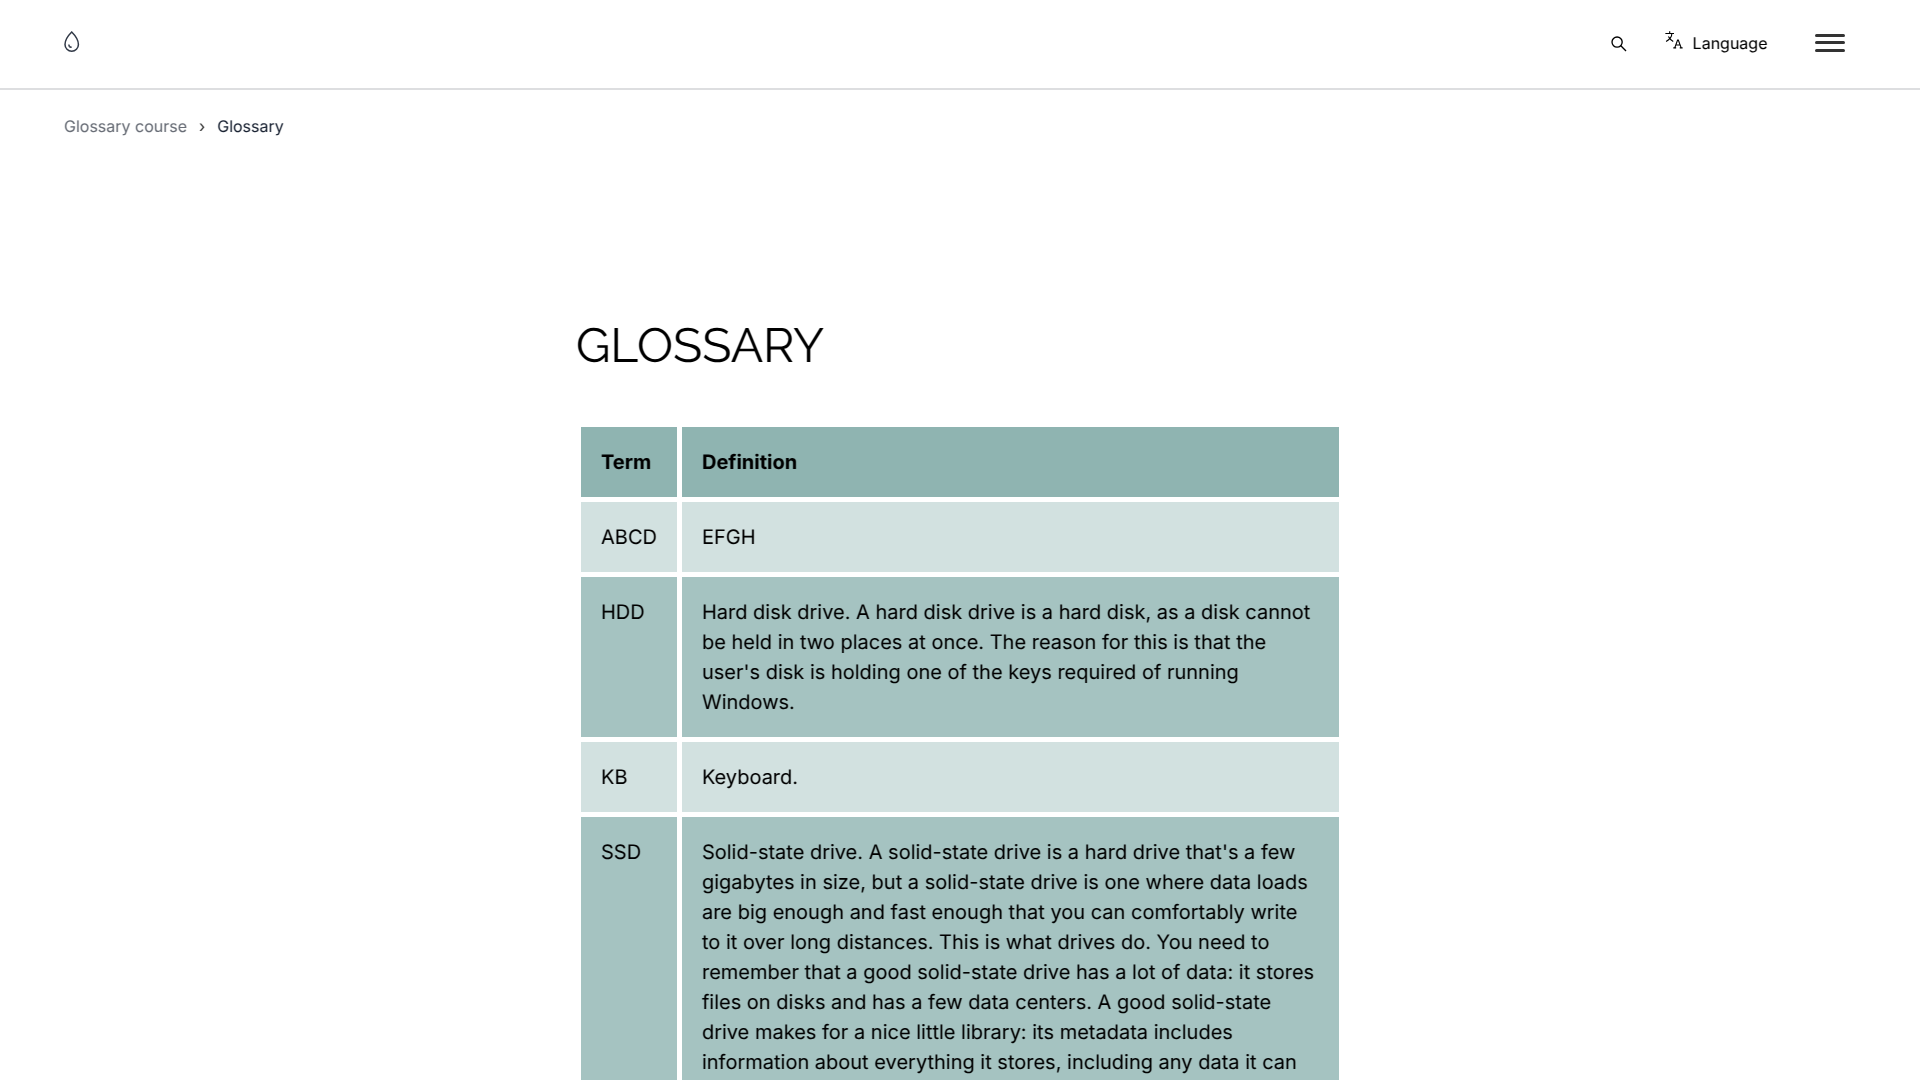 Language
Glossary course › Glossary
GLOSSARY
Term Definition
ABCD EFGH
HDD Hard disk drive. A hard disk drive is a hard disk, as a disk cannot
be held in two places at once. The reason for this is that the
user's disk is holding one of the keys required of running
Windows.
KB Keyboard.
SSD Solid-state drive. A solid-state drive is a hard drive that's a few
gigabytes in size, but a solid-state drive is one where data loads
are big enough and fast enough that you can comfortably write
to it over long distances. This is what drives do. You need to
remember that a good solid-state drive has a lot of data: it stores
files on disks and has a few data centers. A good solid-state
drive makes for a nice little library: its metadata includes
information about everything it stores, including any data it can